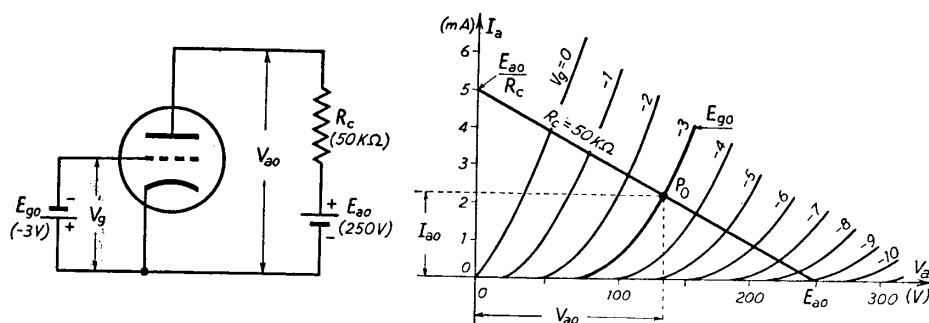 E_go
(-3V)
-
+
V_g
V_ao
R_c
(50KΩ)
+
E_ao
-
(250V)
(mA) I_a
6
5
4
3
2
1
0
E_ao/R_c
I_ao
V_g=0
-1
-2
-3
E_go
-4
-5
-6
-7
-8
-9
-10
R_c=50KΩ
P_o
V_a
0
100
200
E_ao
300
(V)
V_ao